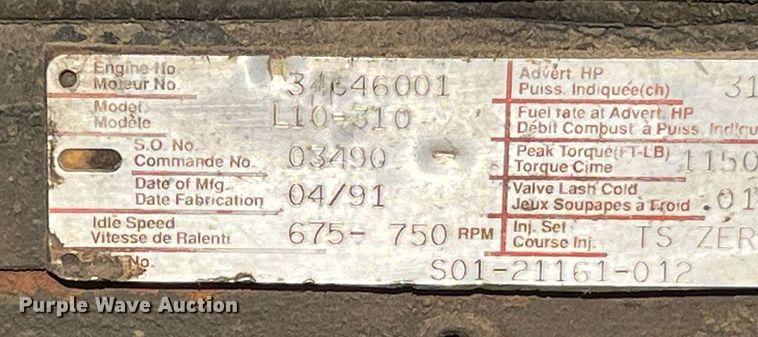 Engine No.
Moteur No. 34646001
Model
Modèle L10-310
S.O. No.
Commande No. 03490
Date of Mfg.
Date Fabrication 04/91
Idle Speed
Vitesse de Ralenti 675- 750 RPM
No. S01-21161-012
Advert. HP
Puiss. Indiquée(ch) 31
Fuel rate at Advert. HP
Débit Combust. à Puiss. Indiqu
Peak Torque(FT-LB)
Torque Cime 1150
Valve Lash Cold
Jeux Soupapes à Froid .01
Inj. Set
Course Inj. TS ZER
Purple Wave Auction